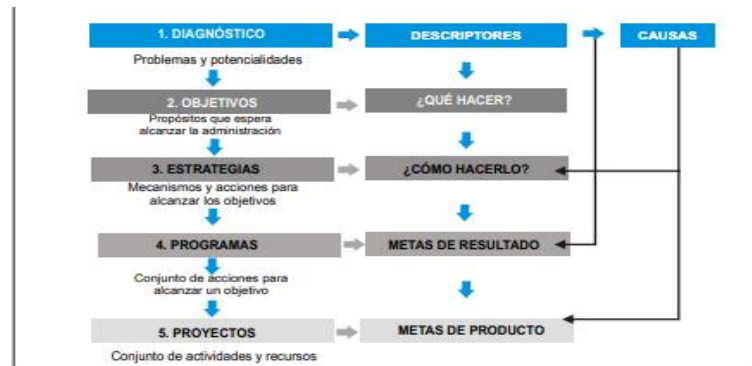 1. DIAGNÓSTICO
DESCRIPTORES
CAUSAS
Problemas y potencialidades
2. OBJETIVOS
¿QUÉ HACER?
Propósitos que espera
alcanzar la administración
3. ESTRATEGIAS
¿CÓMO HACERLO?
Mecanismos y acciones para
alcanzar los objetivos
4. PROGRAMAS
METAS DE RESULTADO
Conjunto de acciones para
alcanzar un objetivo
5. PROYECTOS
METAS DE PRODUCTO
Conjunto de actividades y recursos